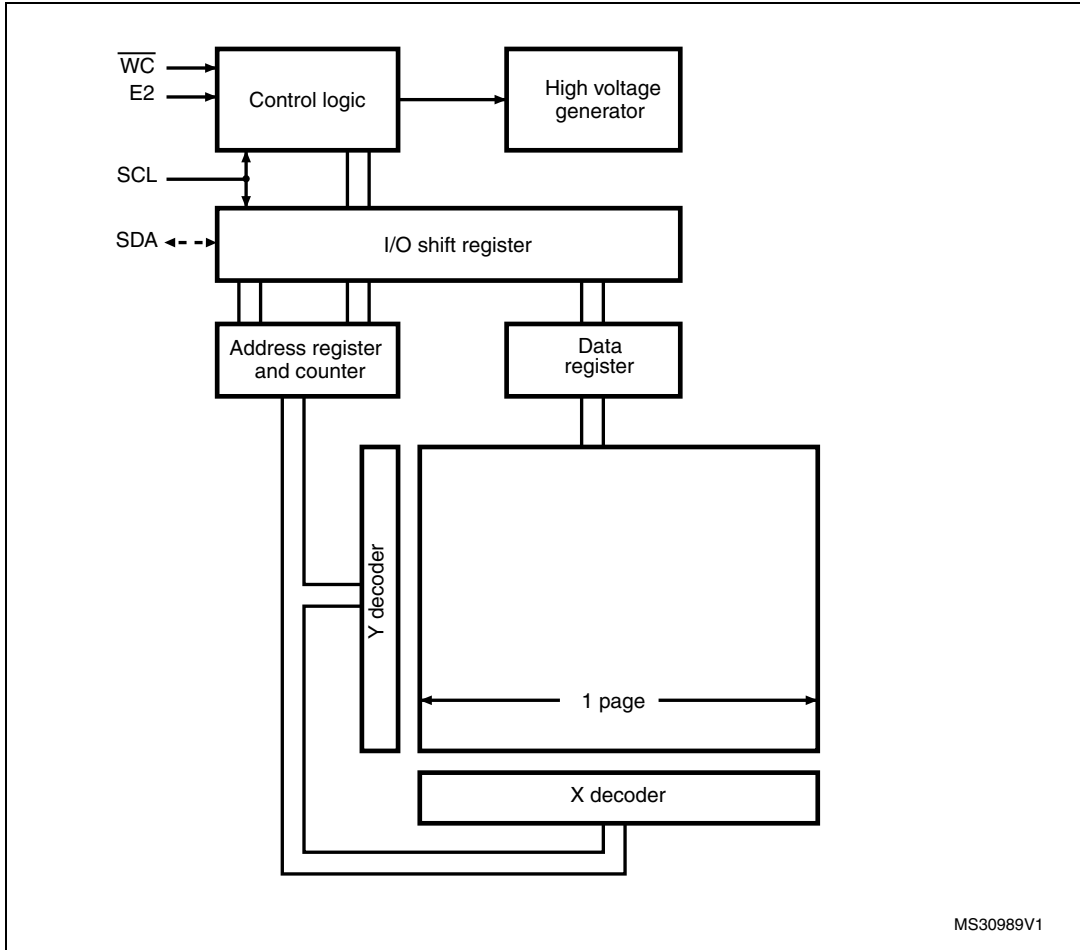 W̅C̅
E2
Control logic
High voltage
generator
SCL
SDA
I/O shift register
Address register
and counter
Data
register
Y decoder
1 page
X decoder
MS30989V1